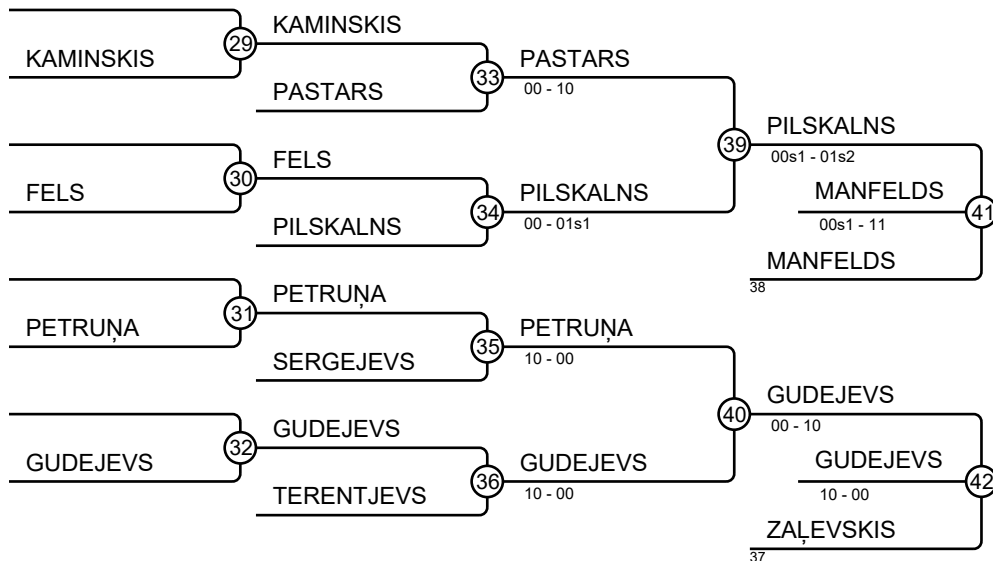 KAMINSKIS
29
KAMINSKIS
PASTARS
33
PASTARS
00 - 10
FELS
30
FELS
PILSKALNS
34
PILSKALNS
00 - 01s1
39
PILSKALNS
00s1 - 01s2
MANFELDS
00s1 - 11
41
MANFELDS
38
PETRUŅA
31
PETRUŅA
SERGEJEVS
35
PETRUŅA
10 - 00
GUDEJEVS
32
GUDEJEVS
TERENTJEVS
36
GUDEJEVS
10 - 00
40
GUDEJEVS
00 - 10
GUDEJEVS
10 - 00
42
ZAĻEVSKIS
37